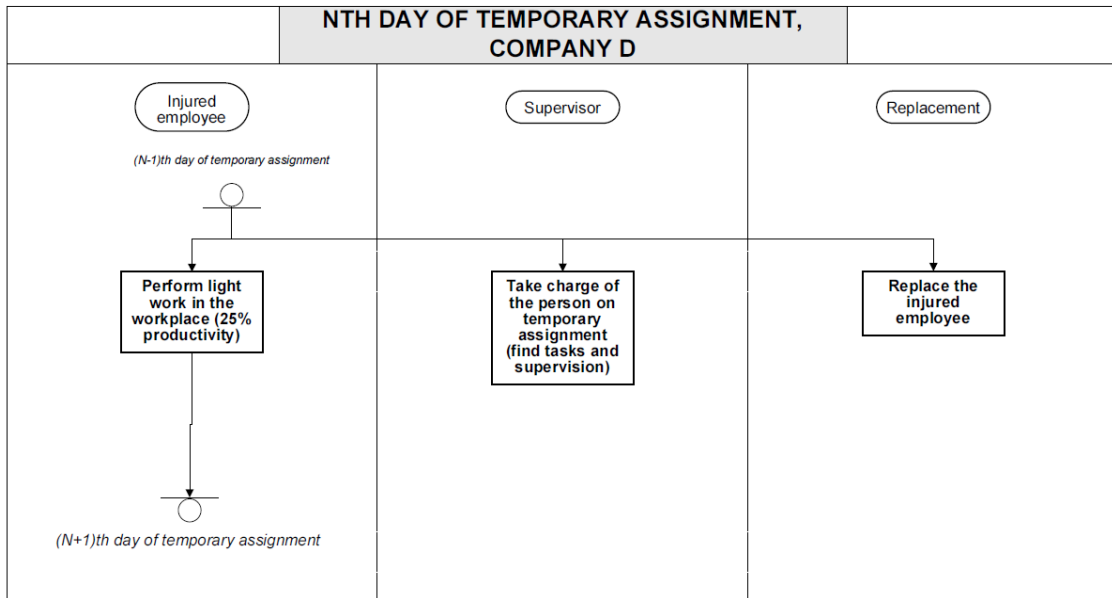 NTH DAY OF TEMPORARY ASSIGNMENT,
COMPANY D
Injured
employee
Supervisor
Replacement
(N-1)th day of temporary assignment
Perform light
work in the
workplace (25%
productivity)
Take charge of
the person on
temporary
assignment
(find tasks and
supervision)
Replace the
injured
employee
(N+1)th day of temporary assignment